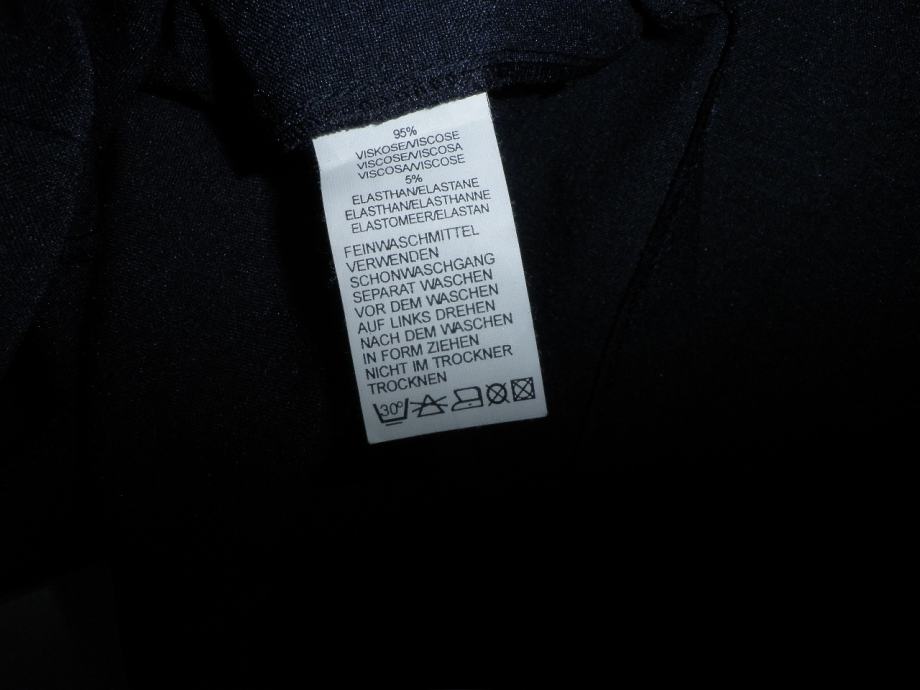 95%
VISKOSE/VISCOSE
VISCOSE/VISCOSA
VISCOSA/VISCOSE
5%
ELASTHAN/ELASTANE
ELASTHAN/ELASTHANNE
ELASTOMEER/ELASTAN
FEINWASCHMITTEL
VERWENDEN
SCHONWASCHGANG
SEPARAT WASCHEN
VOR DEM WASCHEN
AUF LINKS DREHEN
NACH DEM WASCHEN
IN FORM ZIEHEN
NICHT IM TROCKNER
TROCKNEN
30°